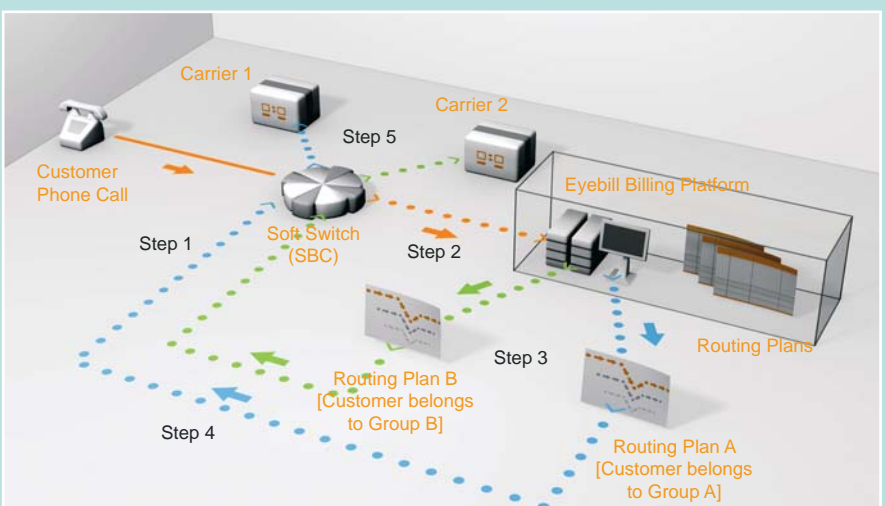 Carrier 1
Carrier 2
Step 5
Customer
Phone Call
Eyebill Billing Platform
Step 1
Soft Switch
(SBC)
Step 2
Step 3
Routing Plans
Routing Plan B
[Customer belongs
to Group B]
Step 4
Routing Plan A
[Customer belongs
to Group A]